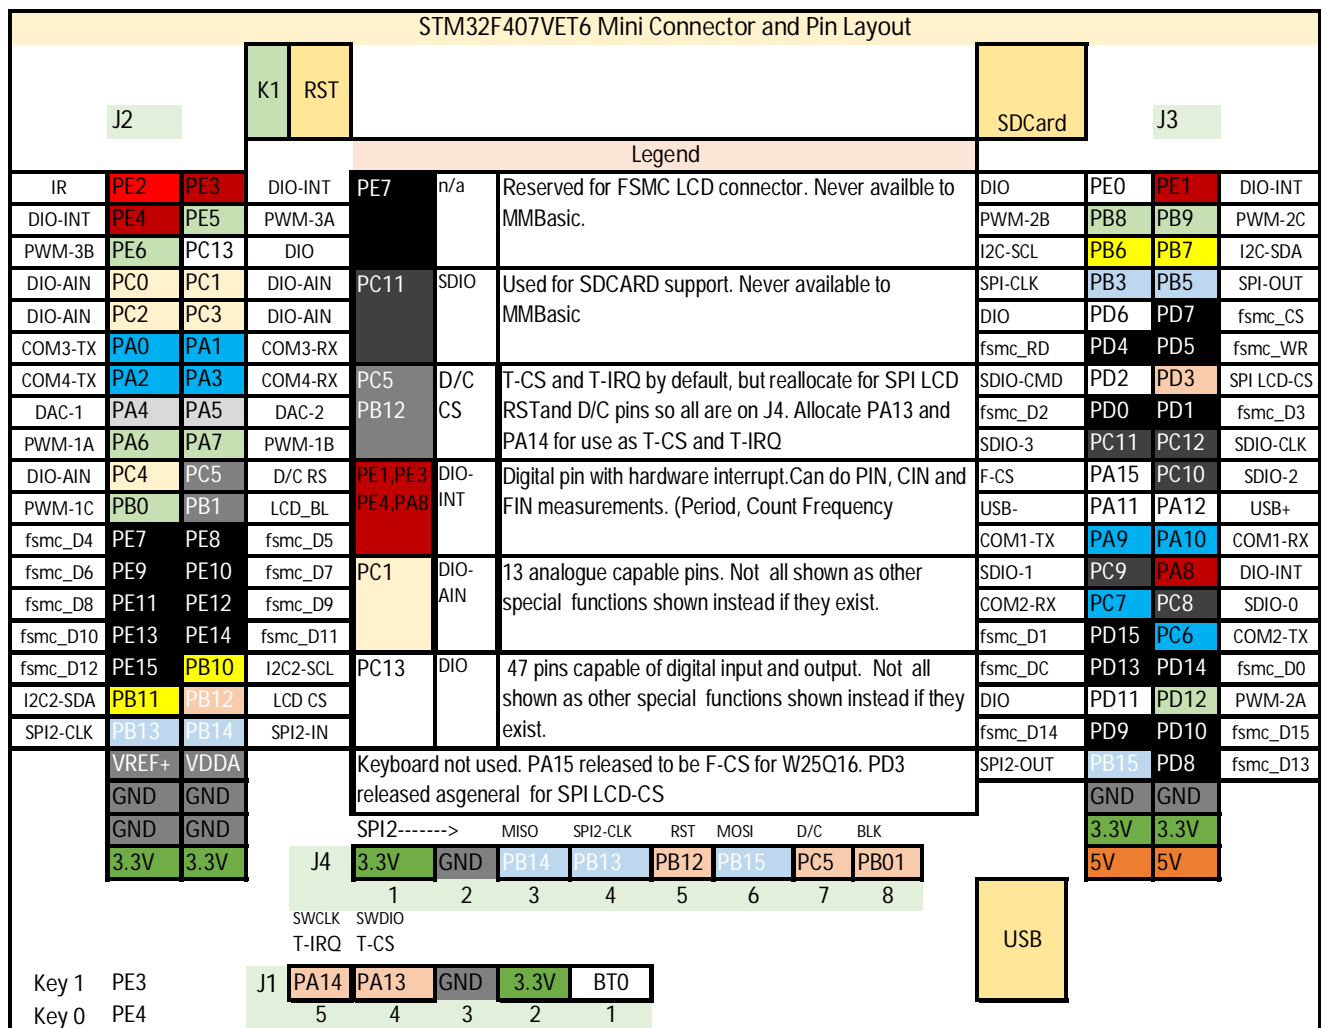 STM32F407VET6 Mini Connector and Pin Layout
K1 RST
J2
SDCard
J3
Legend
IR PE2 PE3 DIO-INT
DIO-INT PE4 PE5 PWM-3A
PWM-3B PE6 PC13 DIO
DIO-AIN PC0 PC1 DIO-AIN
DIO-AIN PC2 PC3 DIO-AIN
COM3-TX PA0 PA1 COM3-RX
COM4-TX PA2 PA3 COM4-RX
DAC-1 PA4 PA5 DAC-2
PWM-1A PA6 PA7 PWM-1B
DIO-AIN PC4 PC5 D/C RS
PWM-1C PB0 PB1 LCD_BL
fsmc_D4 PE7 PE8 fsmc_D5
fsmc_D6 PE9 PE10 fsmc_D7
fsmc_D8 PE11 PE12 fsmc_D9
fsmc_D10 PE13 PE14 fsmc_D11
fsmc_D12 PE15 PB10 I2C2-SCL
I2C2-SDA PB11 PB12 LCD CS
SPI2-CLK PB13 PB14 SPI2-IN
VREF+ VDDA
GND GND
GND GND
3.3V 3.3V
PE7 n/a Reserved for FSMC LCD connector. Never availble to
MMBasic.
PC11 SDIO Used for SDCARD support. Never available to
MMBasic
PC5 D/C T-CS and T-IRQ by default, but reallocate for SPI LCD
PB12 CS RSTand D/C pins so all are on J4. Allocate PA13 and
PA14 for use as T-CS and T-IRQ
PE1,PE3 DIO- Digital pin with hardware interrupt.Can do PIN, CIN and
PE4,PA8 INT FIN measurements. (Period, Count Frequency
PC1 DIO- 13 analogue capable pins. Not all shown as other
AIN special functions shown instead if they exist.
PC13 DIO 47 pins capable of digital input and output. Not all
shown as other special functions shown instead if they
exist.
Keyboard not used. PA15 released to be F-CS for W25Q16. PD3
released asgeneral for SPI LCD-CS
DIO PE0 PE1 DIO-INT
PWM-2B PB8 PB9 PWM-2C
I2C-SCL PB6 PB7 I2C-SDA
SPI-CLK PB3 PB5 SPI-OUT
DIO PD6 PD7 fsmc_CS
fsmc_RD PD4 PD5 fsmc_WR
SDIO-CMD PD2 PD3 SPI LCD-CS
fsmc_D2 PD0 PD1 fsmc_D3
SDIO-3 PC11 PC12 SDIO-CLK
F-CS PA15 PC10 SDIO-2
USB- PA11 PA12 USB+
COM1-TX PA9 PA10 COM1-RX
SDIO-1 PC9 PA8 DIO-INT
COM2-RX PC7 PC8 SDIO-0
fsmc_D1 PD15 PC6 COM2-TX
fsmc_DC PD13 PD14 fsmc_D0
DIO PD11 PD12 PWM-2A
fsmc_D14 PD9 PD10 fsmc_D15
SPI2-OUT PB15 PD8 fsmc_D13
GND GND
3.3V 3.3V
5V 5V
SPI2-------> MISO SPI2-CLK RST MOSI D/C BLK
J4 3.3V GND PB14 PB13 PB12 PB15 PC5 PB01
1 2 3 4 5 6 7 8
SWCLK SWDIO
T-IRQ T-CS
USB
Key 1 PE3 J1 PA14 PA13 GND 3.3V BT0
Key 0 PE4 5 4 3 2 1